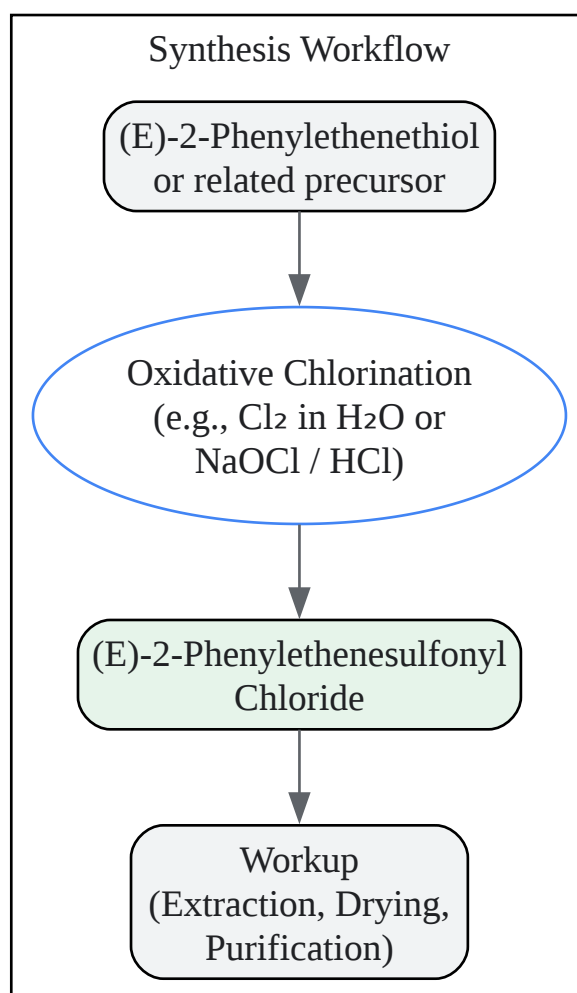 Synthesis Workflow
(E)-2-Phenylethenethiol
or related precursor
Oxidative Chlorination
(e.g., Cl₂ in H₂O or
NaOCl / HCl)
(E)-2-Phenylethenesulfonyl
Chloride
Workup
(Extraction, Drying,
Purification)